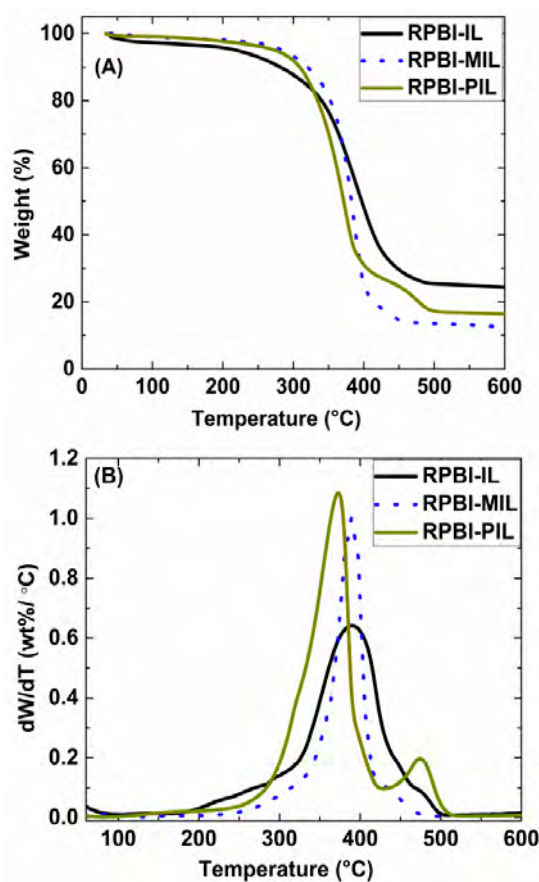 (A)
RPBI-IL
RPBI-MIL
RPBI-PIL
Weight (%)
100
80
60
40
20
0
0 100 200 300 400 500 600
Temperature (°C)
(B)
RPBI-IL
RPBI-MIL
RPBI-PIL
dW/dT (wt%/ °C)
1.2
1.0
0.8
0.6
0.4
0.2
0.0
100 200 300 400 500 600
Temperature (°C)